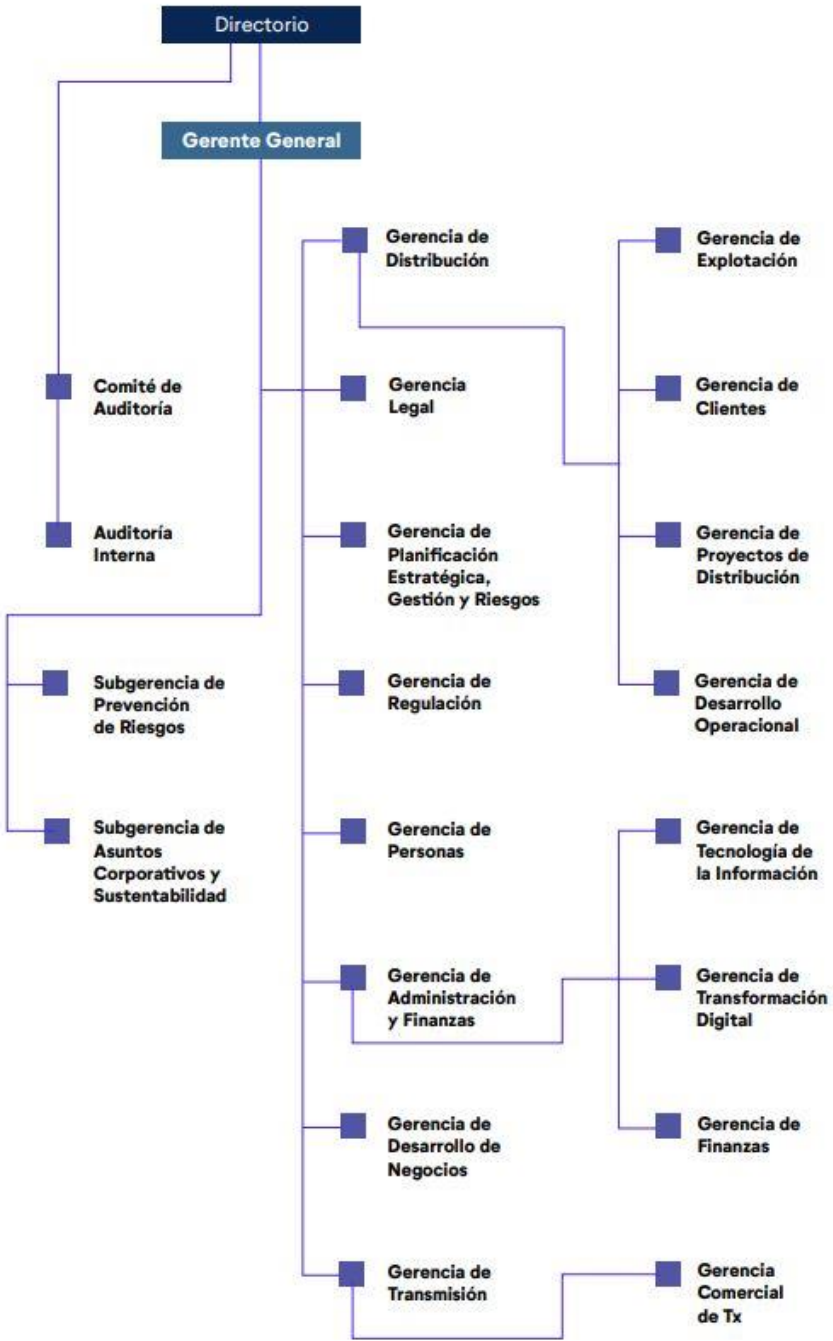 Directorio
Gerente General
Gerencia de
Distribución
Gerencia de
Explotación
Comité de
Auditoría
Gerencia
Legal
Gerencia de
Clientes
Auditoría
Interna
Gerencia de
Planificación
Estratégica,
Gestión y Riesgos
Gerencia de
Proyectos de
Distribución
Subgerencia de
Prevención
de Riesgos
Gerencia de
Regulación
Gerencia de
Desarrollo
Operacional
Subgerencia de
Asuntos
Corporativos y
Sustentabilidad
Gerencia de
Personas
Gerencia de
Tecnología de
la Información
Gerencia de
Administración
y Finanzas
Gerencia de
Transformación
Digital
Gerencia de
Desarrollo de
Negocios
Gerencia de
Finanzas
Gerencia de
Transmisión
Gerencia
Comercial
de Tx